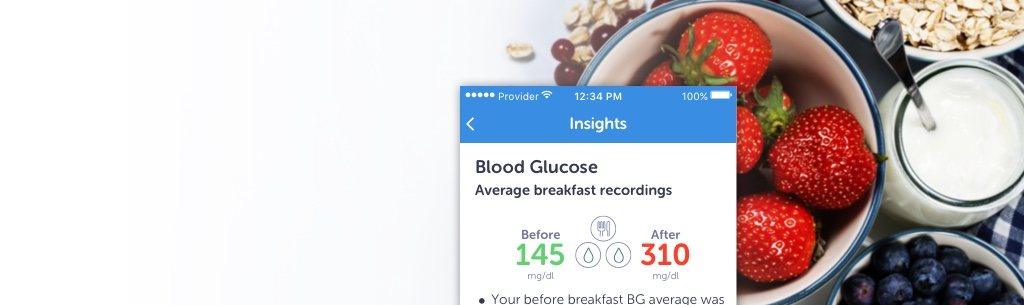 Provider 12:34 PM 100%
Insights
Blood Glucose
Average breakfast recordings
Before After
145 310
mg/dl mg/dl
• Your before breakfast BG average was